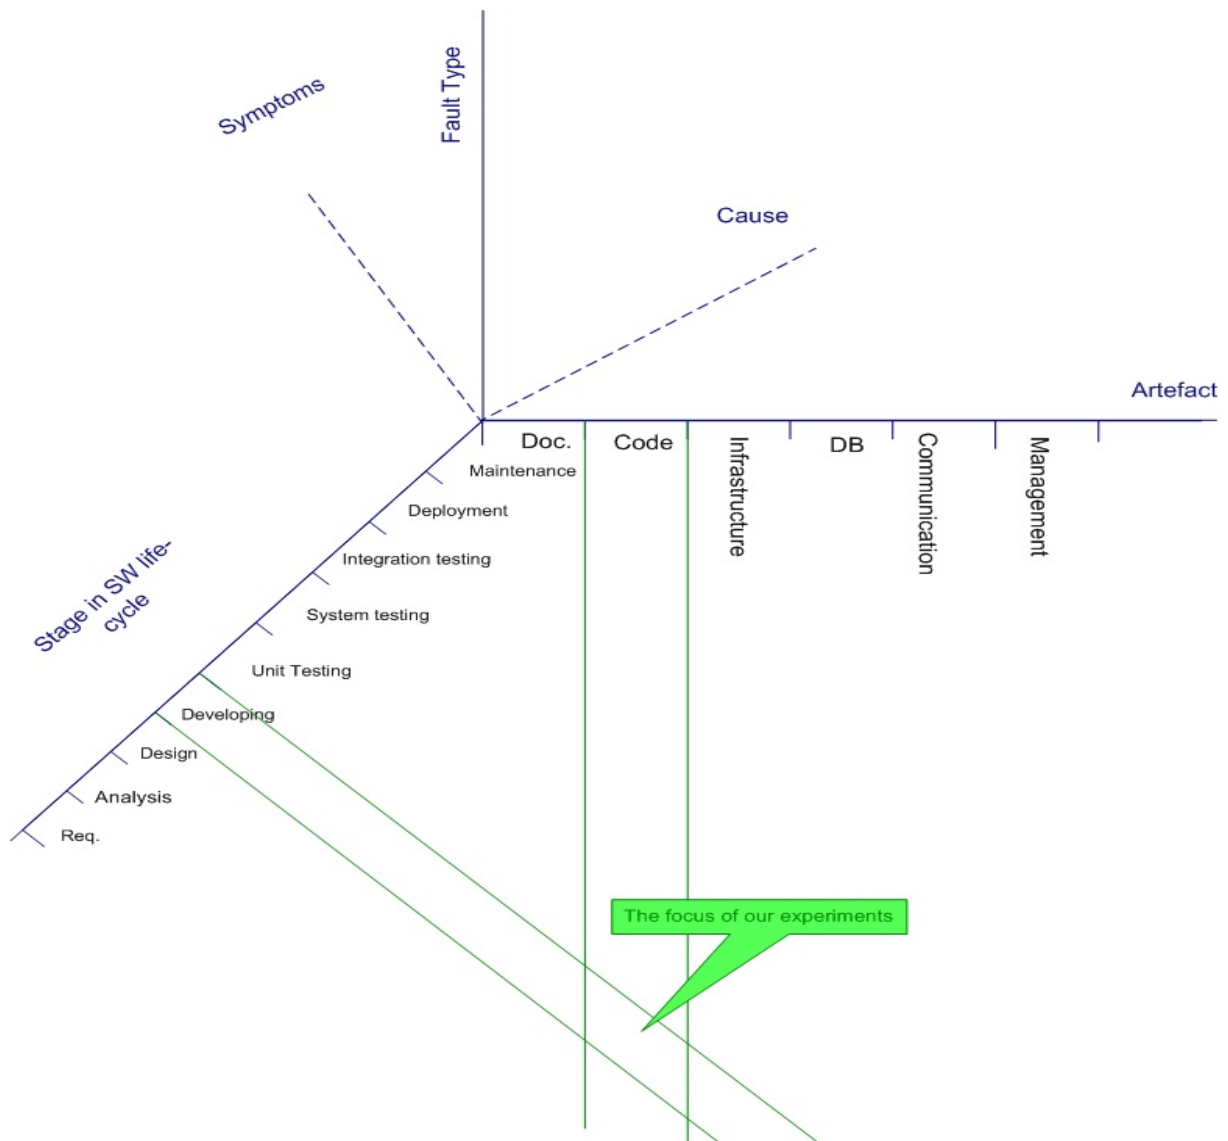 Symptoms
Fault Type
Cause
Artefact
Doc.
Code
Infrastructure
DB
Communication
Management
Maintenance
Deployment
Integration testing
System testing
Unit Testing
Developing
Design
Analysis
Req.
Stage in SW life-
cycle
The focus of our experiments